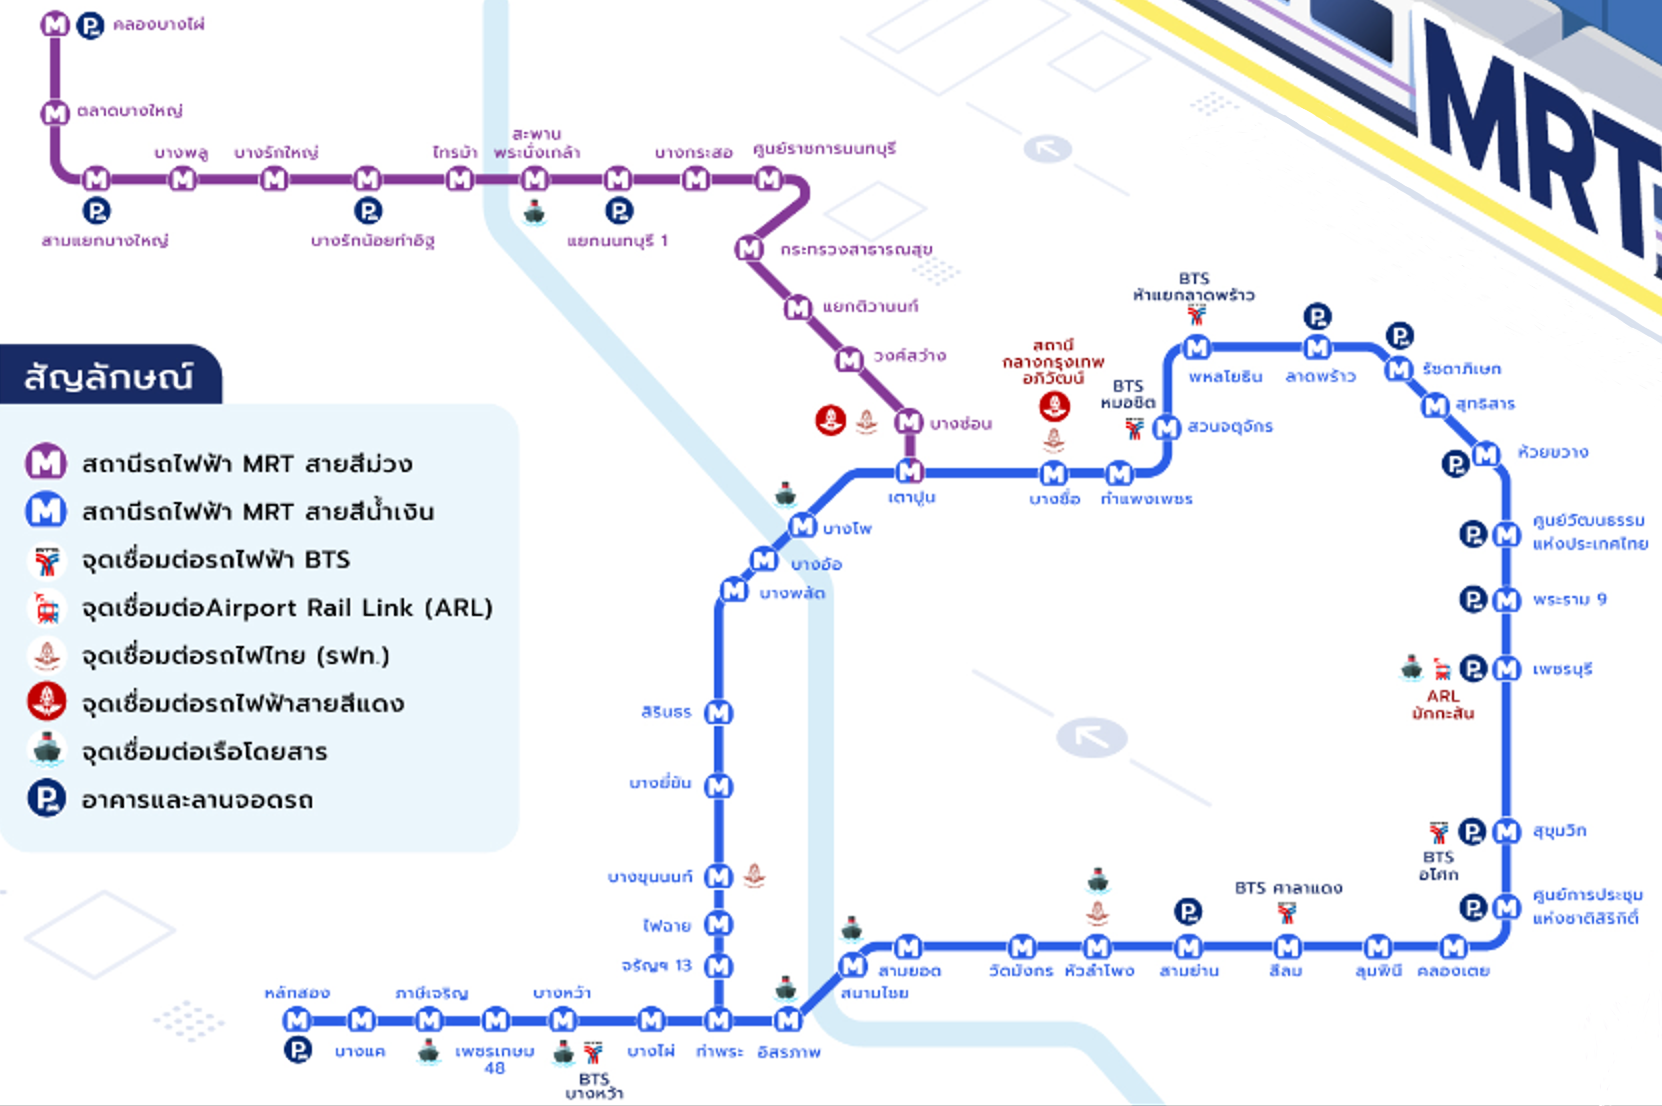 คลองบางไผ่
ตลาดบางใหญ่
สามแยกบางใหญ่
บางพลู
บางรักใหญ่
บางรักน้อยท่าอิฐ
ไทรม้า
สะพาน
พระนั่งเกล้า
แยกนนทบุรี 1
บางกระสอ
ศูนย์ราชการนนทบุรี
กระทรวงสาธารณสุข
แยกติวานนท์
วงศ์สว่าง
บางซ่อน
เตาปูน
MRT
สัญลักษณ์
สถานีรถไฟฟ้า MRT สายสีม่วง
สถานีรถไฟฟ้า MRT สายสีน้ำเงิน
จุดเชื่อมต่อรถไฟฟ้า BTS
จุดเชื่อมต่อAirport Rail Link (ARL)
จุดเชื่อมต่อรถไฟไทย (รฟท.)
จุดเชื่อมต่อรถไฟฟ้าสายสีแดง
จุดเชื่อมต่อเรือโดยสาร
อาคารและลานจอดรถ
สถานี
กลางกรุงเทพ
อภิวัฒน์
บางซื่อ
กำแพงเพชร
BTS
หมอชิต
สวนจตุจักร
BTS
ห้าแยกลาดพร้าว
พหลโยธิน
ลาดพร้าว
รัชดาภิเษก
สุทธิสาร
ห้วยขวาง
ศูนย์วัฒนธรรม
แห่งประเทศไทย
พระราม 9
เพชรบุรี
ARL
มักกะสัน
สุขุมวิท
BTS
อโศก
ศูนย์การประชุม
แห่งชาติสิริกิติ์
คลองเตย
ลุมพินี
BTS ศาลาแดง
สีลม
สามย่าน
หัวลำโพง
วัดมังกร
สามยอด
สนามไชย
อิสรภาพ
ท่าพระ
บางไผ่
บางหว้า
BTS
บางหว้า
เพชรเกษม
48
ภาษีเจริญ
บางแค
หลักสอง
จรัญฯ 13
ไฟฉาย
บางขุนนนท์
บางยี่ขัน
สิรินธร
บางพลัด
บางอ้อ
บางโพ